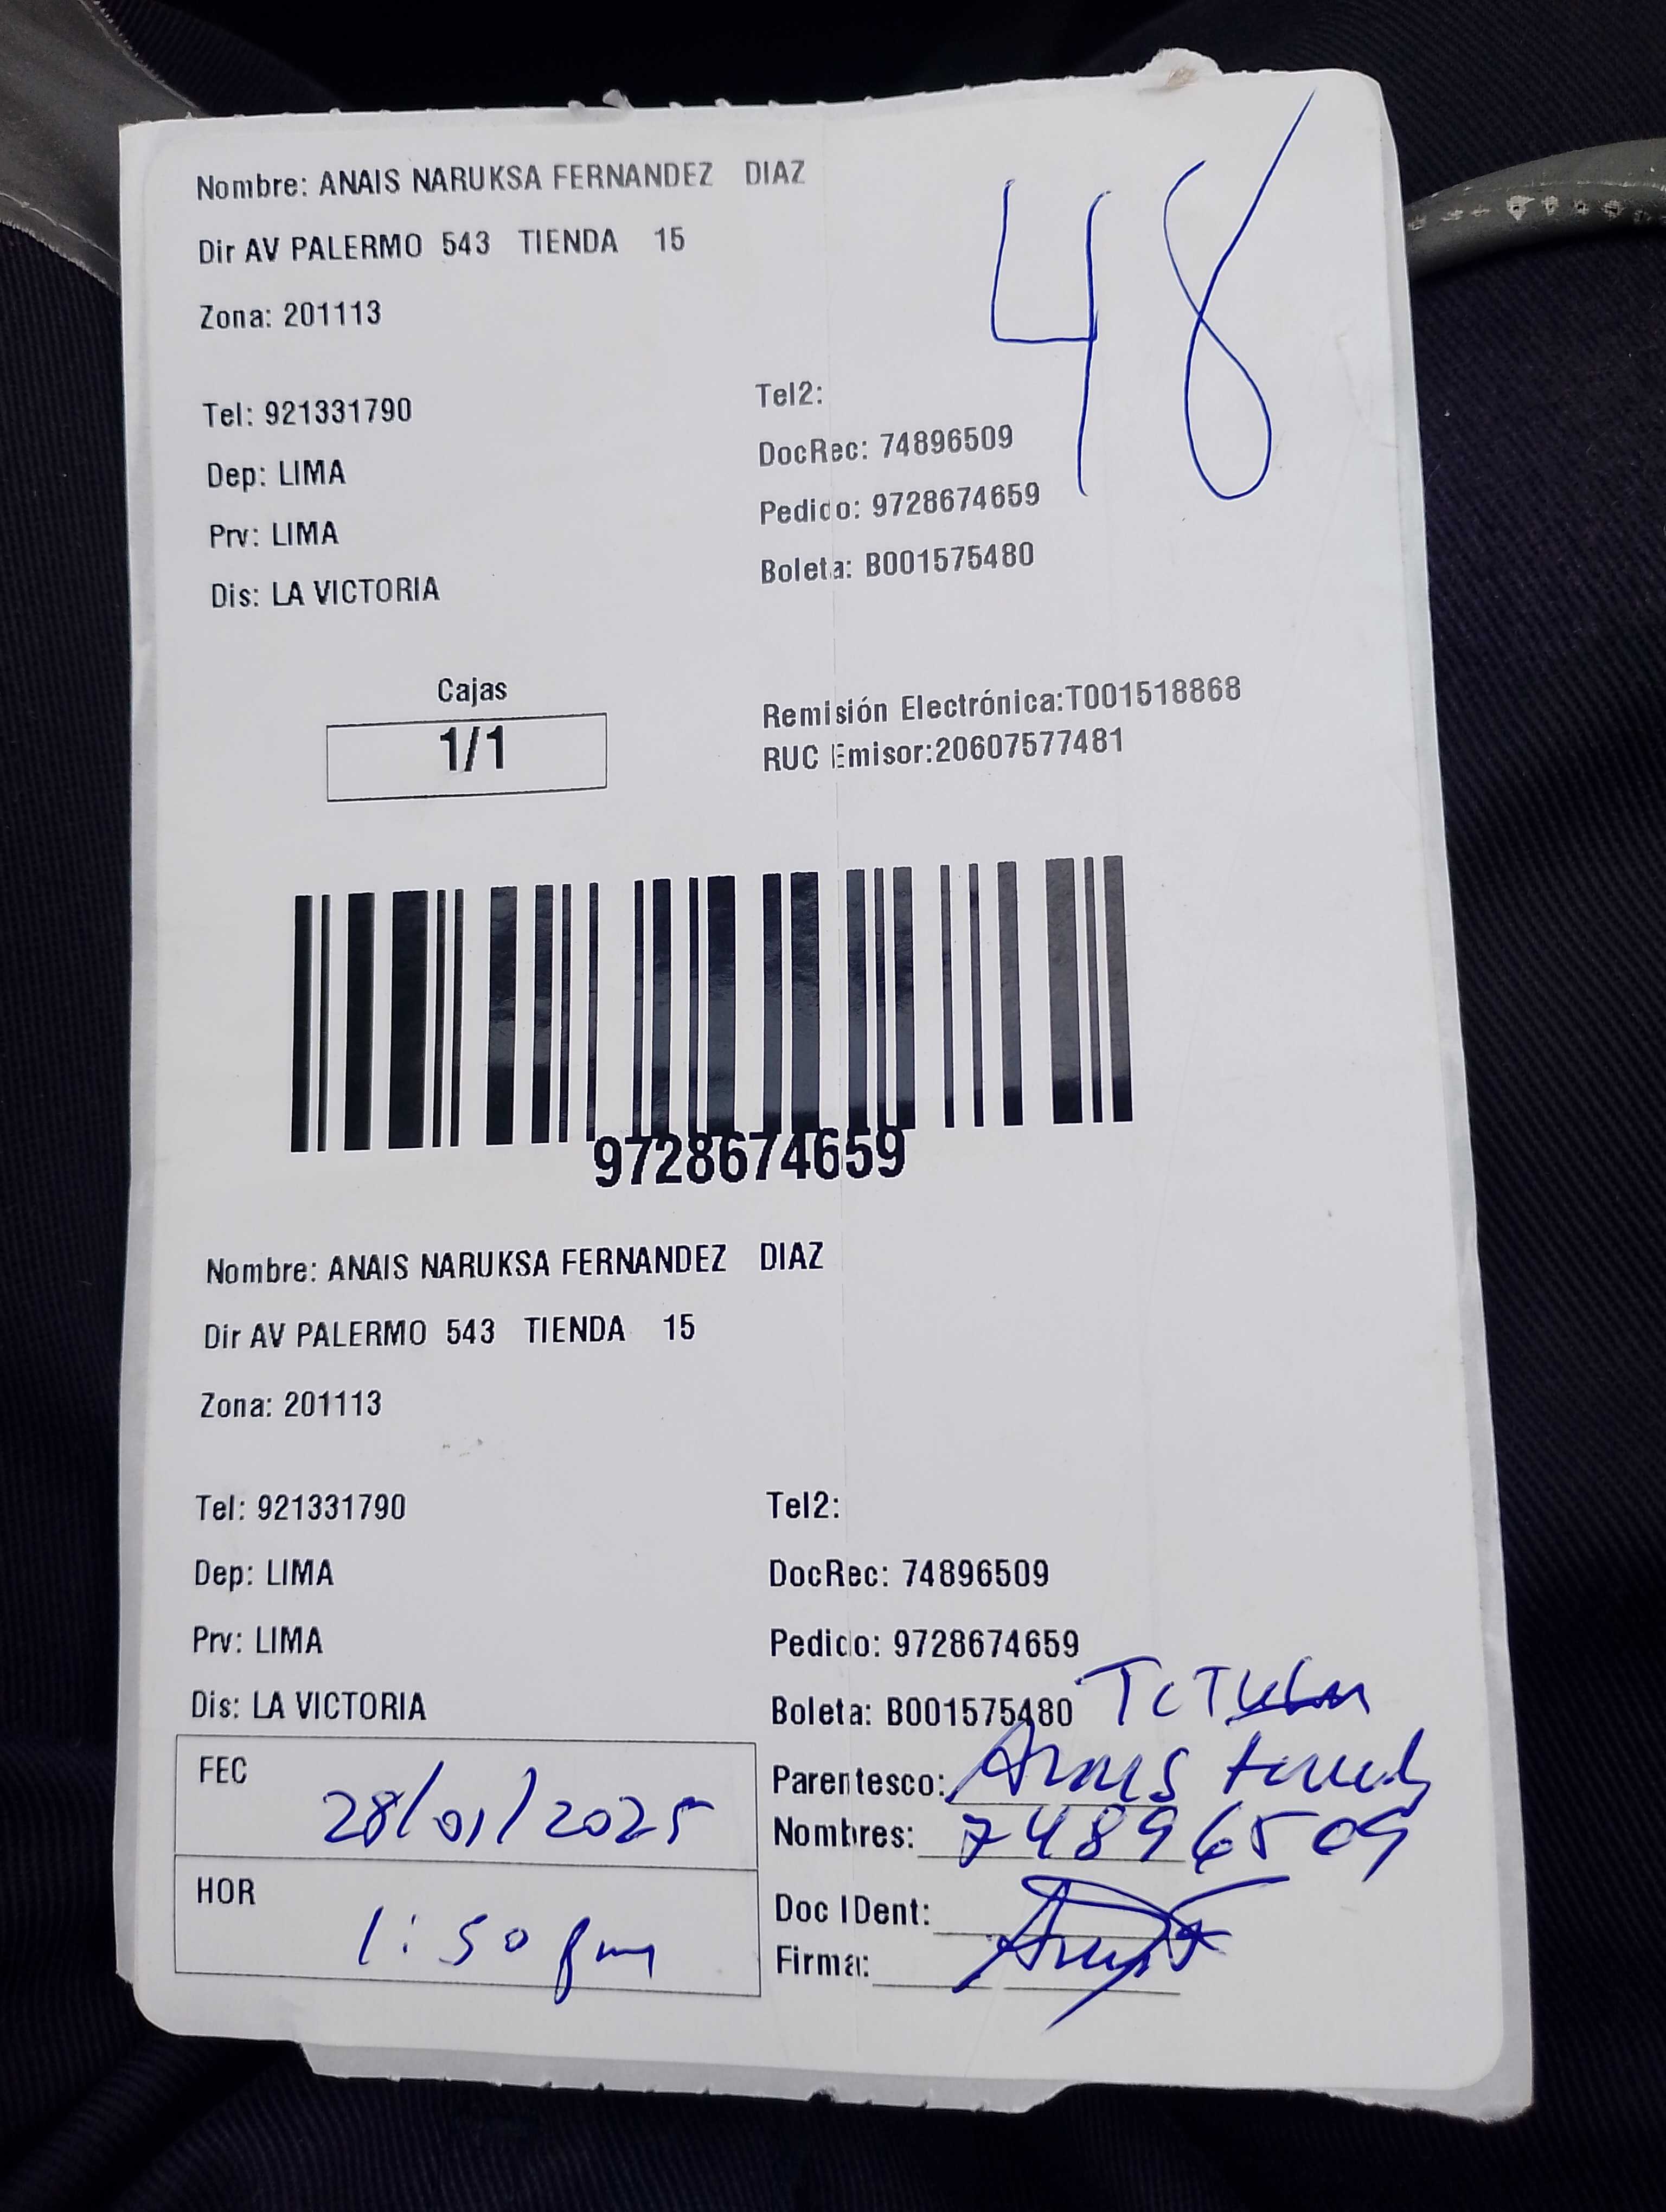 Nombre: ANAIS NARUKSA FERNANDEZ DIAZ
48
Dir AV PALERMO 543 TIENDA 15
Zona: 201113
Tel: 921331790
Dep: LIMA
Prv: LIMA
Dis: LA VICTORIA
Tel2:
DocRec: 74896509
Pedido: 9728674659
Boleta: B001575480
Cajas
1/1
Remisión Electrónica:T001518868
RUC Emisor:20607577481
9728674659
Nombre: ANAIS NARUKSA FERNANDEZ DIAZ
Dir AV PALERMO 543 TIENDA 15
Zona: 201113
Tel: 921331790
Dep: LIMA
Prv: LIMA
Dis: LA VICTORIA
Tel2:
DocRec: 74896509
Pedido: 9728674659
Boleta: B001575480
FEC 28/01/2025
HOR 1:50 pm
Parentesco: Anais
Nombres: 74896509
Doc IDent:
Firma: